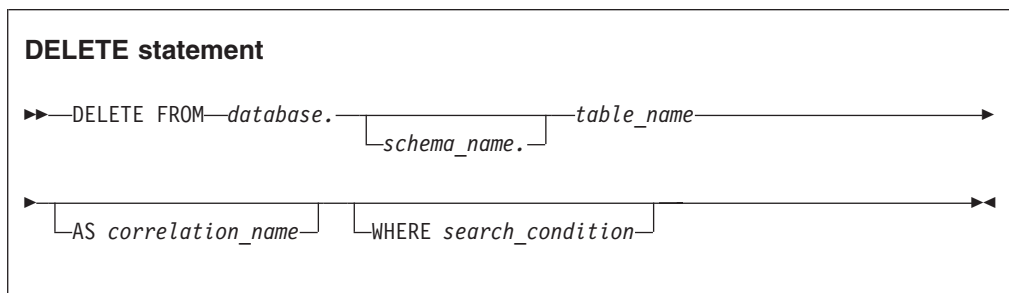 DELETE statement
DELETE FROM database. table_name
schema_name.
AS correlation_name WHERE search_condition